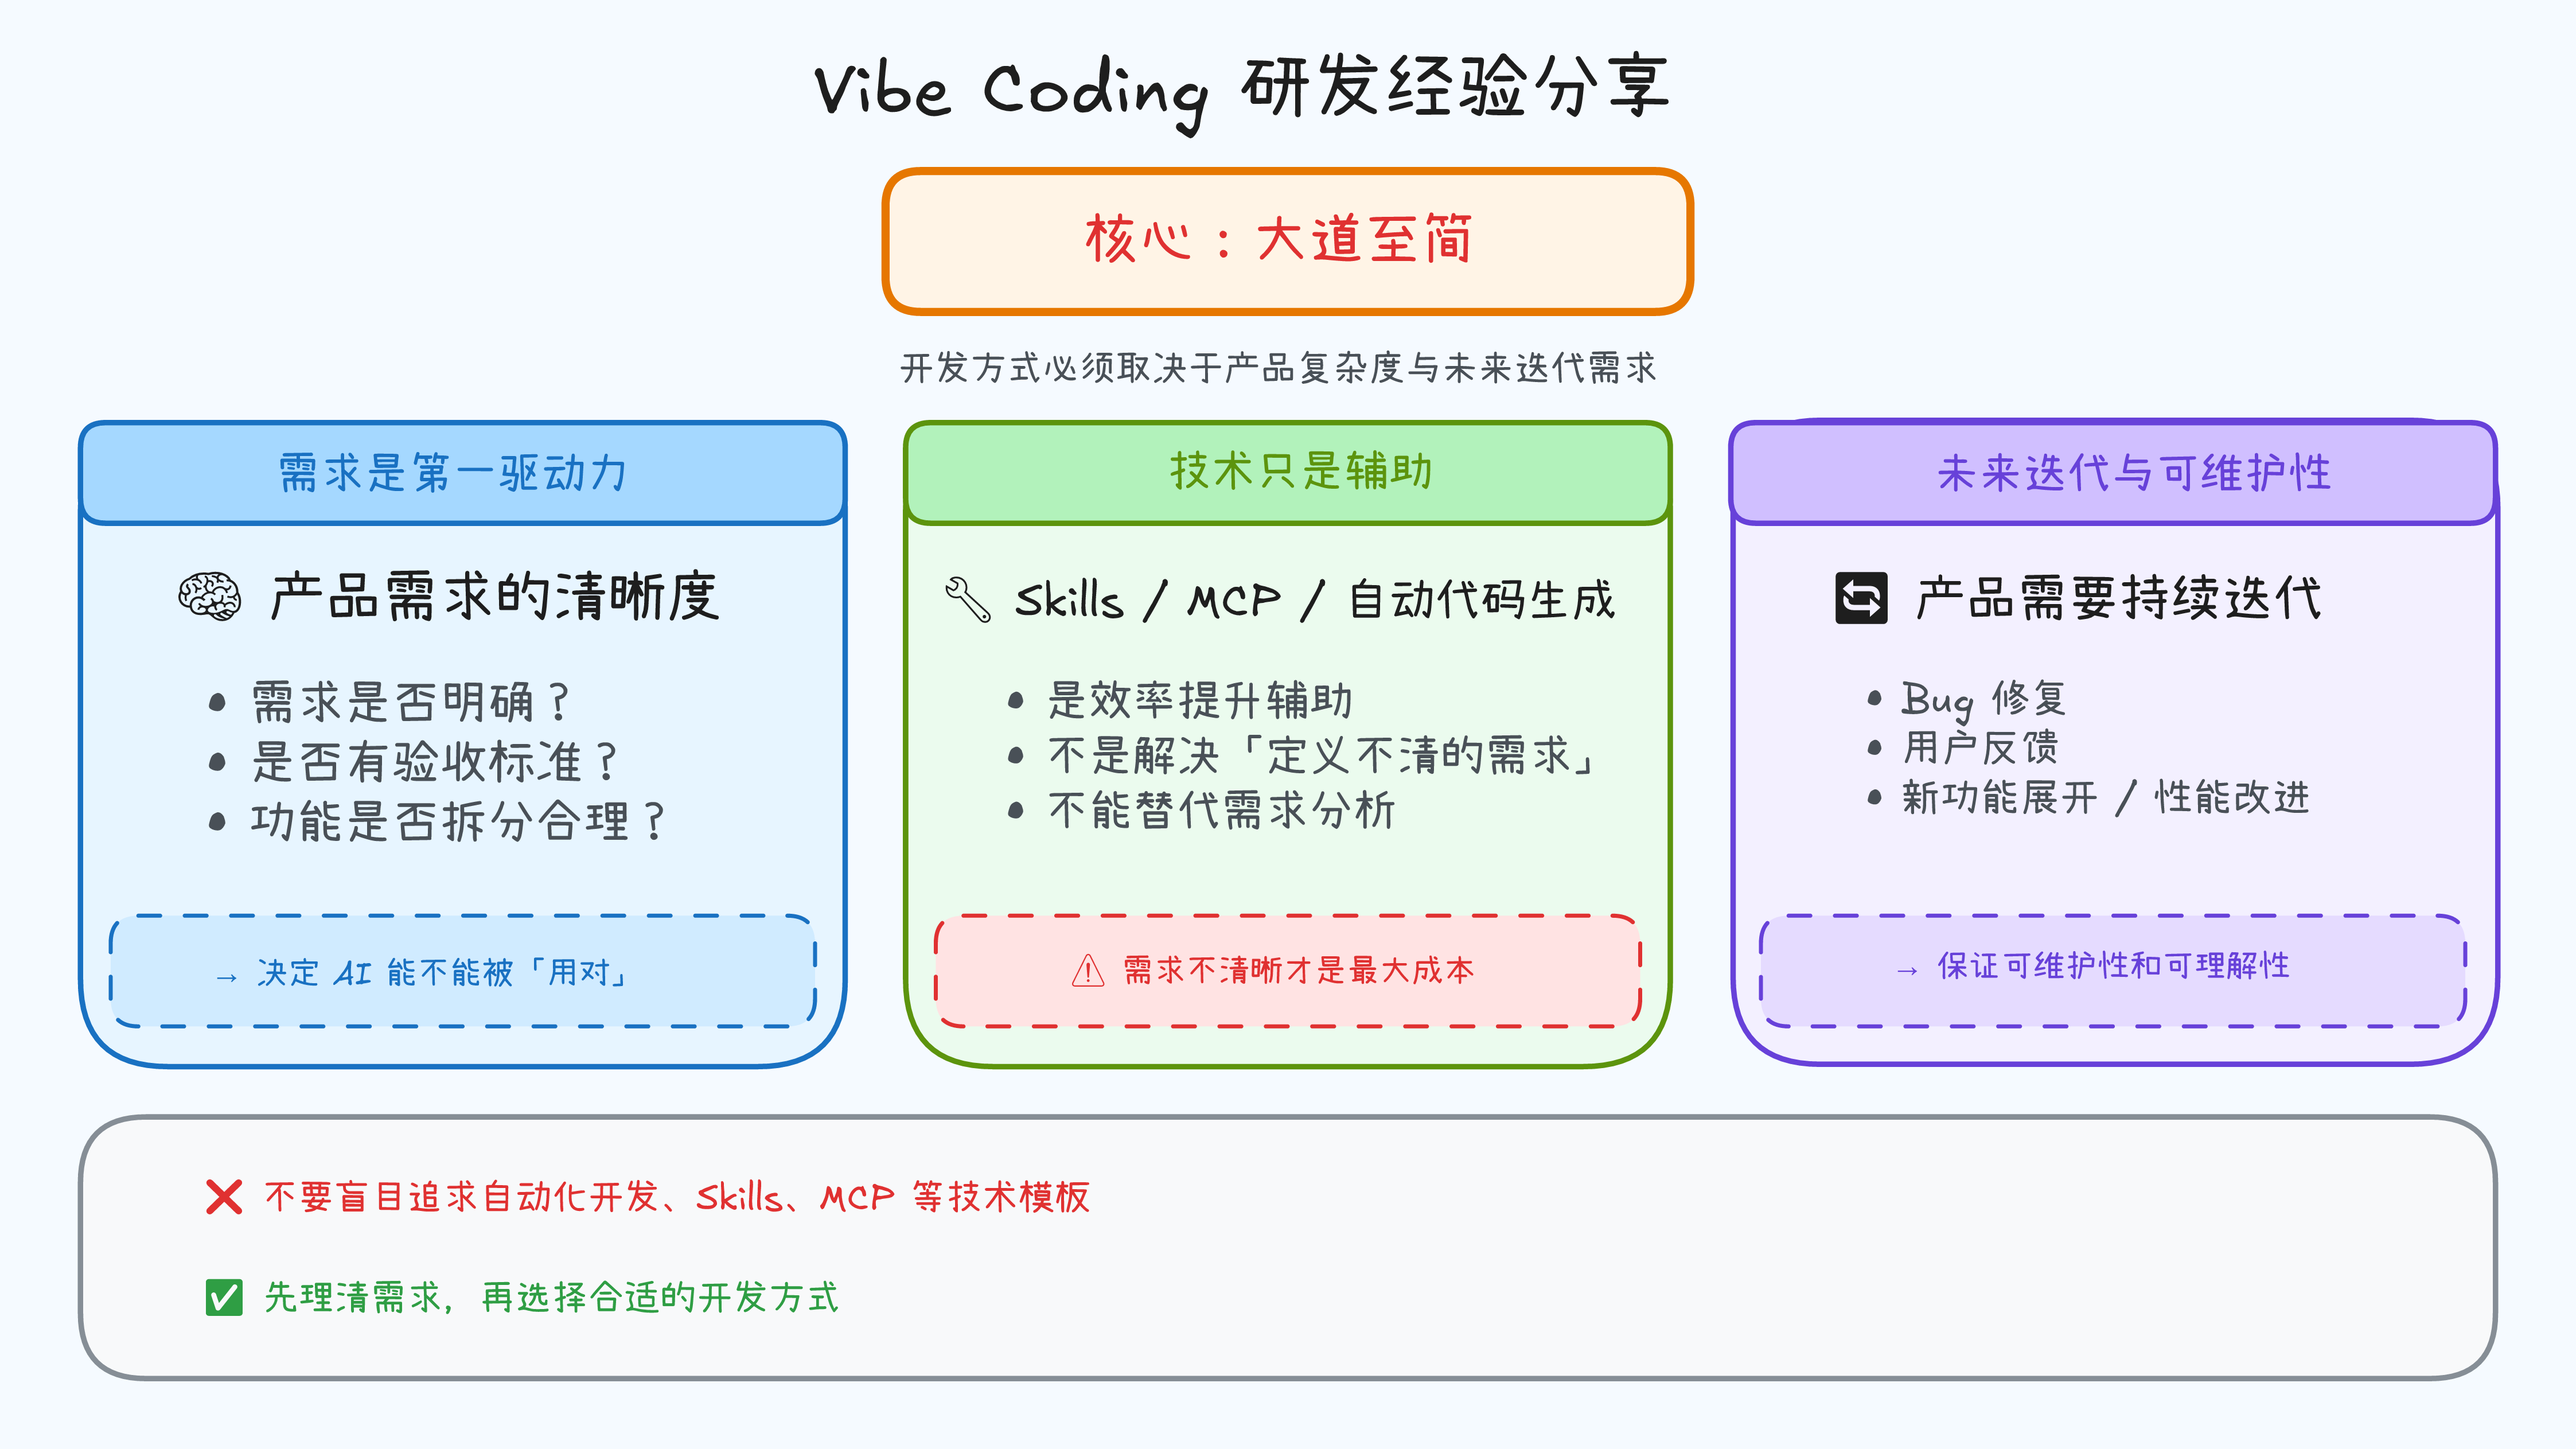 Vibe Coding 研发经验分享
核心：大道至简
开发方式必须取决于产品复杂度与未来迭代需求
需求是第一驱动力
🧠 产品需求的清晰度
• 需求是否明确？
• 是否有验收标准？
• 功能是否拆分合理？
→ 决定 AI 能不能被「用对」
技术只是辅助
🔧 Skills / MCP / 自动代码生成
• 是效率提升辅助
• 不是解决「定义不清的需求」
• 不能替代需求分析
⚠ 需求不清晰才是最大成本
未来迭代与可维护性
🔁 产品需要持续迭代
• Bug 修复
• 用户反馈
• 新功能展开 / 性能改进
→ 保证可维护性和可理解性
❌ 不要盲目追求自动化开发、Skills、MCP 等技术模板
✅ 先理清需求，再选择合适的开发方式